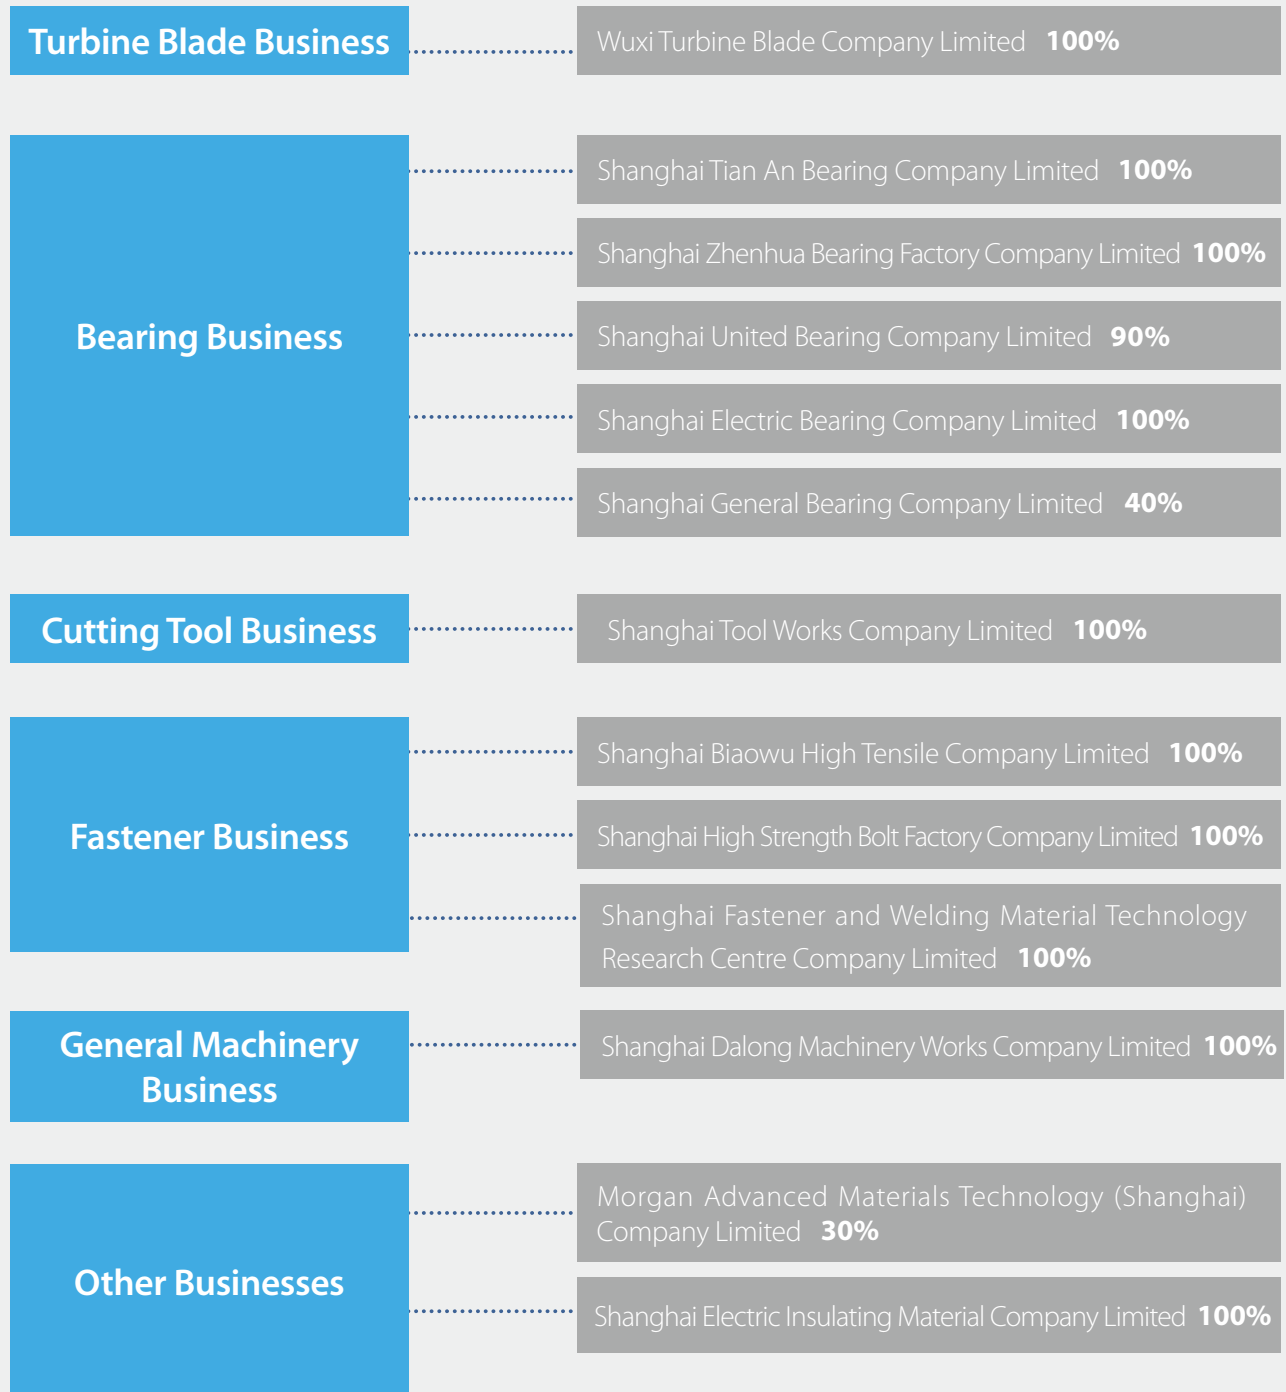 Turbine Blade Business
Wuxi Turbine Blade Company Limited 100%
Bearing Business
Shanghai Tian An Bearing Company Limited 100%
Shanghai Zhenhua Bearing Factory Company Limited 100%
Shanghai United Bearing Company Limited 90%
Shanghai Electric Bearing Company Limited 100%
Shanghai General Bearing Company Limited 40%
Cutting Tool Business
Shanghai Tool Works Company Limited 100%
Fastener Business
Shanghai Biaowu High Tensile Company Limited 100%
Shanghai High Strength Bolt Factory Company Limited 100%
Shanghai Fastener and Welding Material Technology
Research Centre Company Limited 100%
General Machinery
Business
Shanghai Dalong Machinery Works Company Limited 100%
Other Businesses
Morgan Advanced Materials Technology (Shanghai)
Company Limited 30%
Shanghai Electric Insulating Material Company Limited 100%